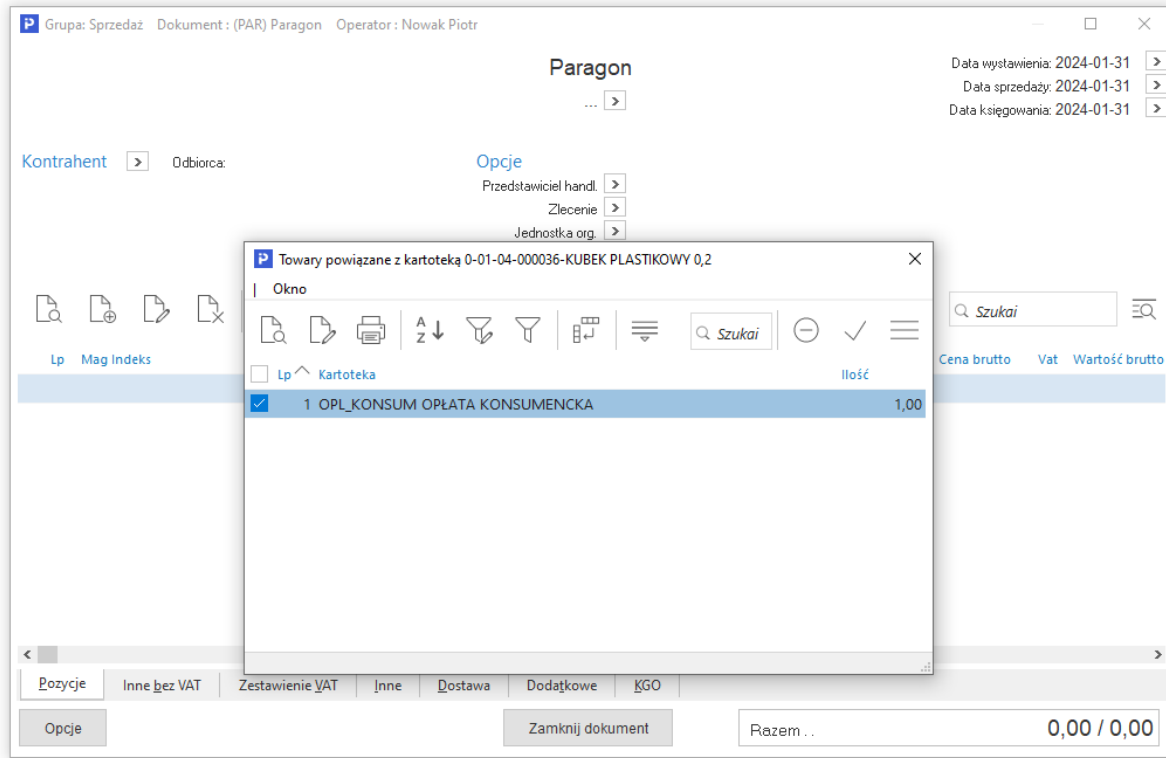 Grupa: Sprzedaż Dokument : (PAR) Paragon Operator : Nowak Piotr
Paragon
...
Data wystawienia: 2024-01-31
Data sprzedaży: 2024-01-31
Data księgowania: 2024-01-31
Kontrahent
Odbiorca:
Opcje
Przedstawiciel handl.
Zlecenie
Jednostka org.
Towary powiązane z kartoteką 0-01-04-000036-KUBEK PLASTIKOWY 0,2
Okno
Szukai
Szukai
Lp Mag Indeks
Cena brutto Vat Wartość brutto
Lp Kartoteka Ilość
1 OPL_KONSUM OPŁATA KONSUMENCKA 1,00
Pozycje Inne bez VAT Zestawienie VAT Inne Dostawa Dodatkowe KGO
Opcje Zamknij dokument Razem . . 0,00 / 0,00